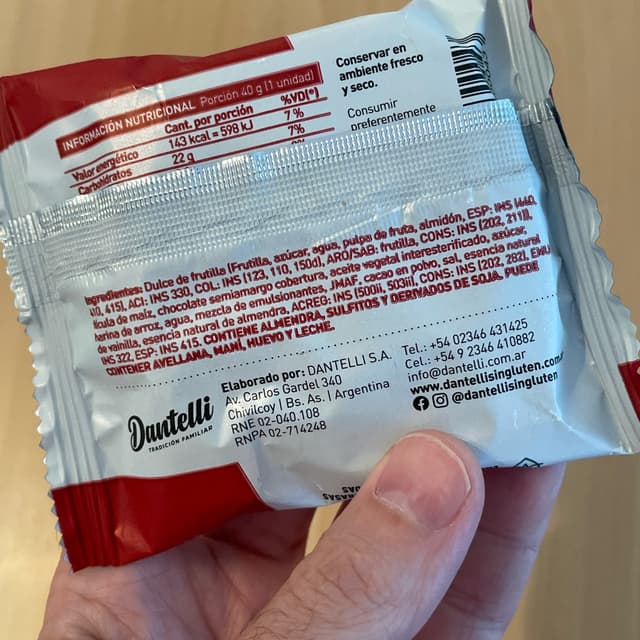 INFORMACIÓN NUTRICIONAL Porción 40 g (1 unidad)
Cant. por porción %VD(*)
Valor energético 143 kcal = 598 kJ 7 %
Carbohidratos 22 g 7%
Conservar en
ambiente fresco
y seco.
Consumir
preferentemente
Ingredientes: Dulce de frutilla (Frutilla, azúcar, agua, pulpa de fruta, almidón, ESP: INS (440,
410, 415), ACI: INS 330, COL: INS (123, 110, 150d), ARO/SAB: frutilla, CONS: INS (202, 211)),
fécula de maíz, chocolate semiamargo cobertura, aceite vegetal interesterificado, azúcar,
harina de arroz, agua, mezcla de emulsionantes, JMAF, cacao en polvo, sal, esencia natural
de vainilla, esencia natural de almendra, ACREG: INS (500ii, 503ii), CONS: INS (202, 282), EMU
INS 322, ESP: INS 415. CONTIENE ALMENDRA, SULFITOS Y DERIVADOS DE SOJA. PUEDE
CONTENER AVELLANA, MANÍ, HUEVO Y LECHE.
Dantelli
TRADICIÓN FAMILIAR
Elaborado por: DANTELLI S.A.
Av. Carlos Gardel 340
Chivilcoy | Bs. As. | Argentina
RNE 02-040.108
RNPA 02-714248
Tel.: +54 02346 431425
Cel.: +54 9 2346 410882
info@dantelli.com.ar
www.dantellisingluten.com
@dantellisingluten